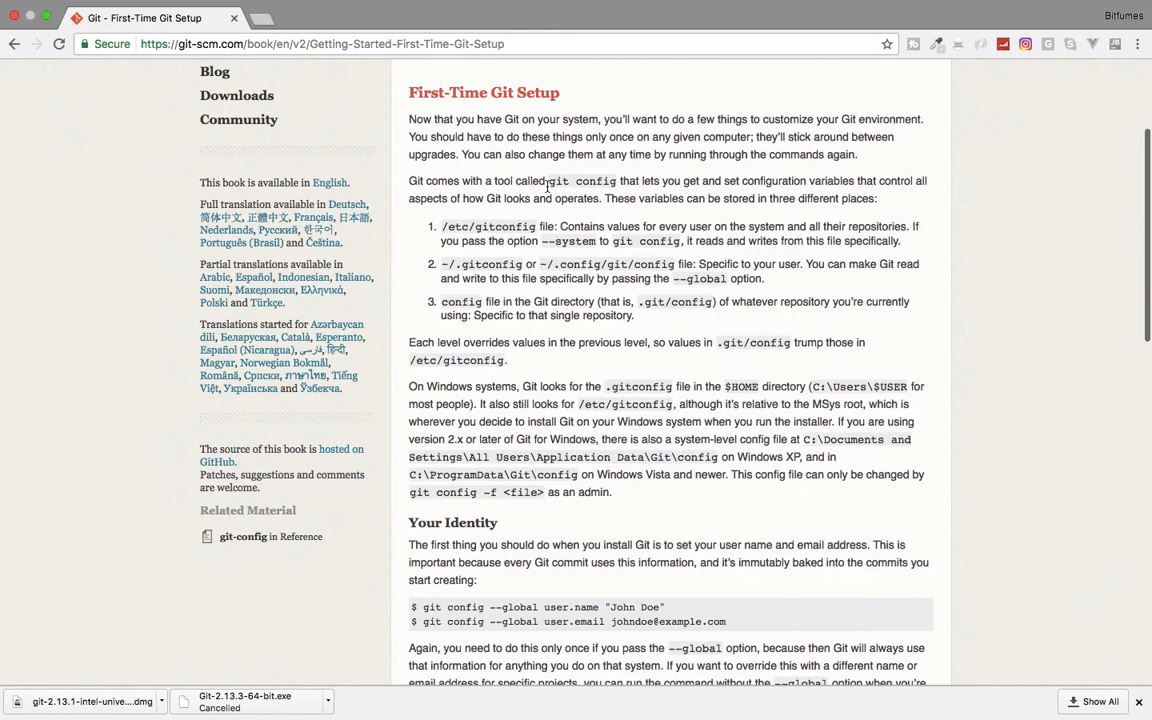 Git - First-Time Git Setup
Bitfumes
Secure
https://git-scm.com/book/en/v2/Getting-Started-First-Time-Git-Setup
Blog
Downloads
Community
This book is available in English.
Full translation available in Deutsch,
简体中文, 正體中文, Français, 日本語,
Nederlands, Русский, 한국어,
Português (Brasil) and Čeština.
Partial translations available in
Arabic, Español, Indonesian, Italiano,
Suomi, Македонски, Ελληνικά,
Polski and Türkçe.
Translations started for Azərbaycan
dili, Беларуская, Català, Esperanto,
Español (Nicaragua), فارسی, हिन्दी,
Magyar, Norwegian Bokmål,
Română, Српски, ภาษาไทย, Tiếng
Việt, Українська and Ўзбекча.
The source of this book is hosted on
GitHub.
Patches, suggestions and comments
are welcome.
Related Material
git-config in Reference
First-Time Git Setup
Now that you have Git on your system, you'll want to do a few things to customize your Git environment.
You should have to do these things only once on any given computer; they'll stick around between
upgrades. You can also change them at any time by running through the commands again.
Git comes with a tool called git config that lets you get and set configuration variables that control all
aspects of how Git looks and operates. These variables can be stored in three different places:
1. /etc/gitconfig file: Contains values for every user on the system and all their repositories. If
you pass the option --system to git config, it reads and writes from this file specifically.
2. ~/.gitconfig or ~/.config/git/config file: Specific to your user. You can make Git read
and write to this file specifically by passing the --global option.
3. config file in the Git directory (that is, .git/config) of whatever repository you're currently
using: Specific to that single repository.
Each level overrides values in the previous level, so values in .git/config trump those in
/etc/gitconfig.
On Windows systems, Git looks for the .gitconfig file in the $HOME directory (C:\Users\$USER for
most people). It also still looks for /etc/gitconfig, although it's relative to the MSys root, which is
wherever you decide to install Git on your Windows system when you run the installer. If you are using
version 2.x or later of Git for Windows, there is also a system-level config file at C:\Documents and
Settings\All Users\Application Data\Git\config on Windows XP, and in
C:\ProgramData\Git\config on Windows Vista and newer. This config file can only be changed by
git config -f <file> as an admin.
Your Identity
The first thing you should do when you install Git is to set your user name and email address. This is
important because every Git commit uses this information, and it's immutably baked into the commits you
start creating:
$ git config --global user.name "John Doe"
$ git config --global user.email johndoe@example.com
Again, you need to do this only once if you pass the --global option, because then Git will always use
that information for anything you do on that system. If you want to override this with a different name or
email address for specific projects, you can run the command without the --global option when you're
git-2.13.1-intel-unive....dmg
Git-2.13.3-64-bit.exe
Cancelled
Show All